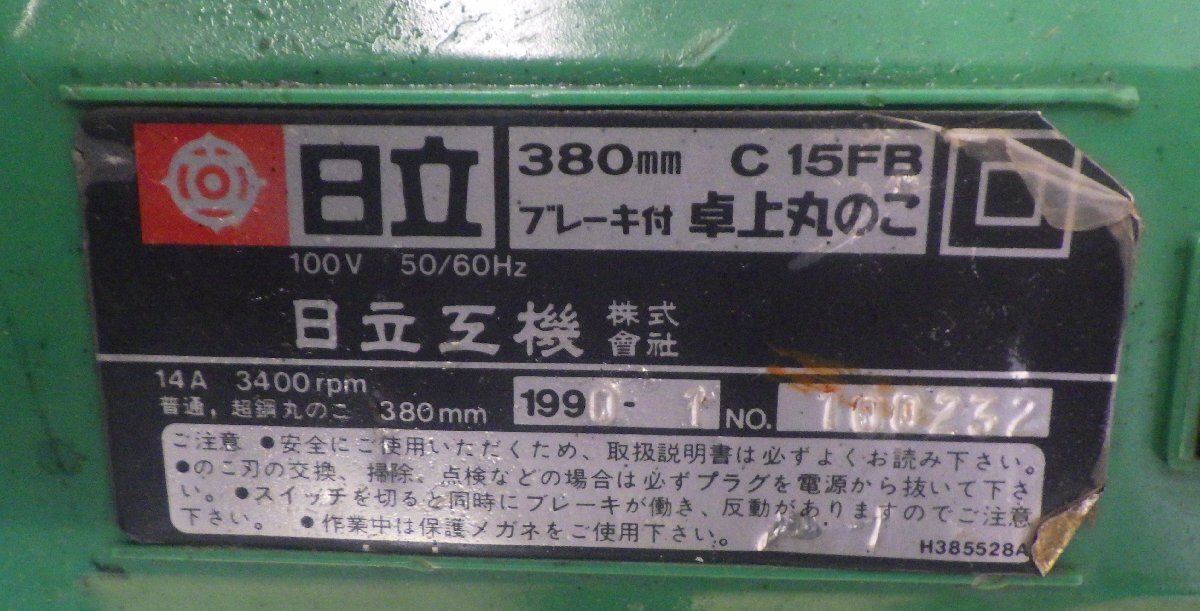 日立
380mm C 15FB
ブレーキ付 卓上丸のこ
100V 50/60Hz
日立工機 株式會社
14A 3400rpm
普通，超鋼丸のこ 380mm
1990-1 NO. 100232
ご注意 ●安全にご使用いただくため、取扱説明書は必ずよくお読み下さい。
●のこ刃の交換、掃除、点検などの場合は必ずプラグを電源から抜いて下さ
い。●スイッチを切ると同時にブレーキが働き、反動がありますのでご注意
下さい。 ●作業中は保護メガネをご使用下さい。
H385528A